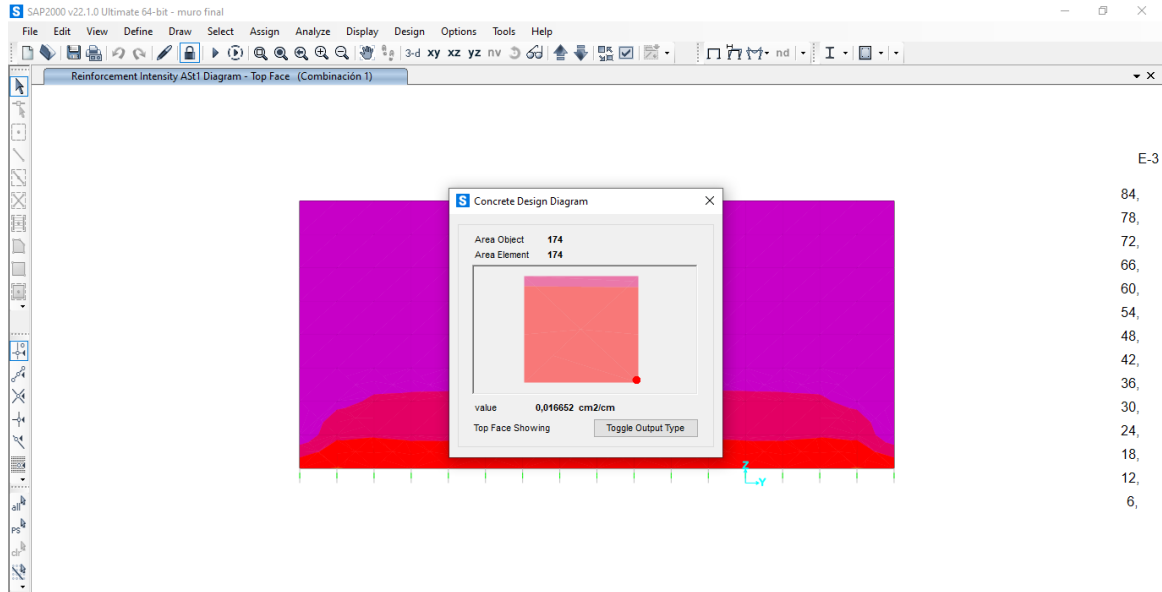 S SAP2000 v22.1.0 Ultimate 64-bit - muro final
File Edit View Define Draw Select Assign Analyze Display Design Options Tools Help
3-d xy xz yz nv nd
Reinforcement Intensity ASt1 Diagram - Top Face (Combinación 1)
E-3
84,
78,
72,
66,
60,
54,
48,
42,
36,
30,
24,
18,
12,
6,
S Concrete Design Diagram
Area Object 174
Area Element 174
value 0,016652 cm2/cm
Top Face Showing Toggle Output Type
Z
Y
all
PS
clr